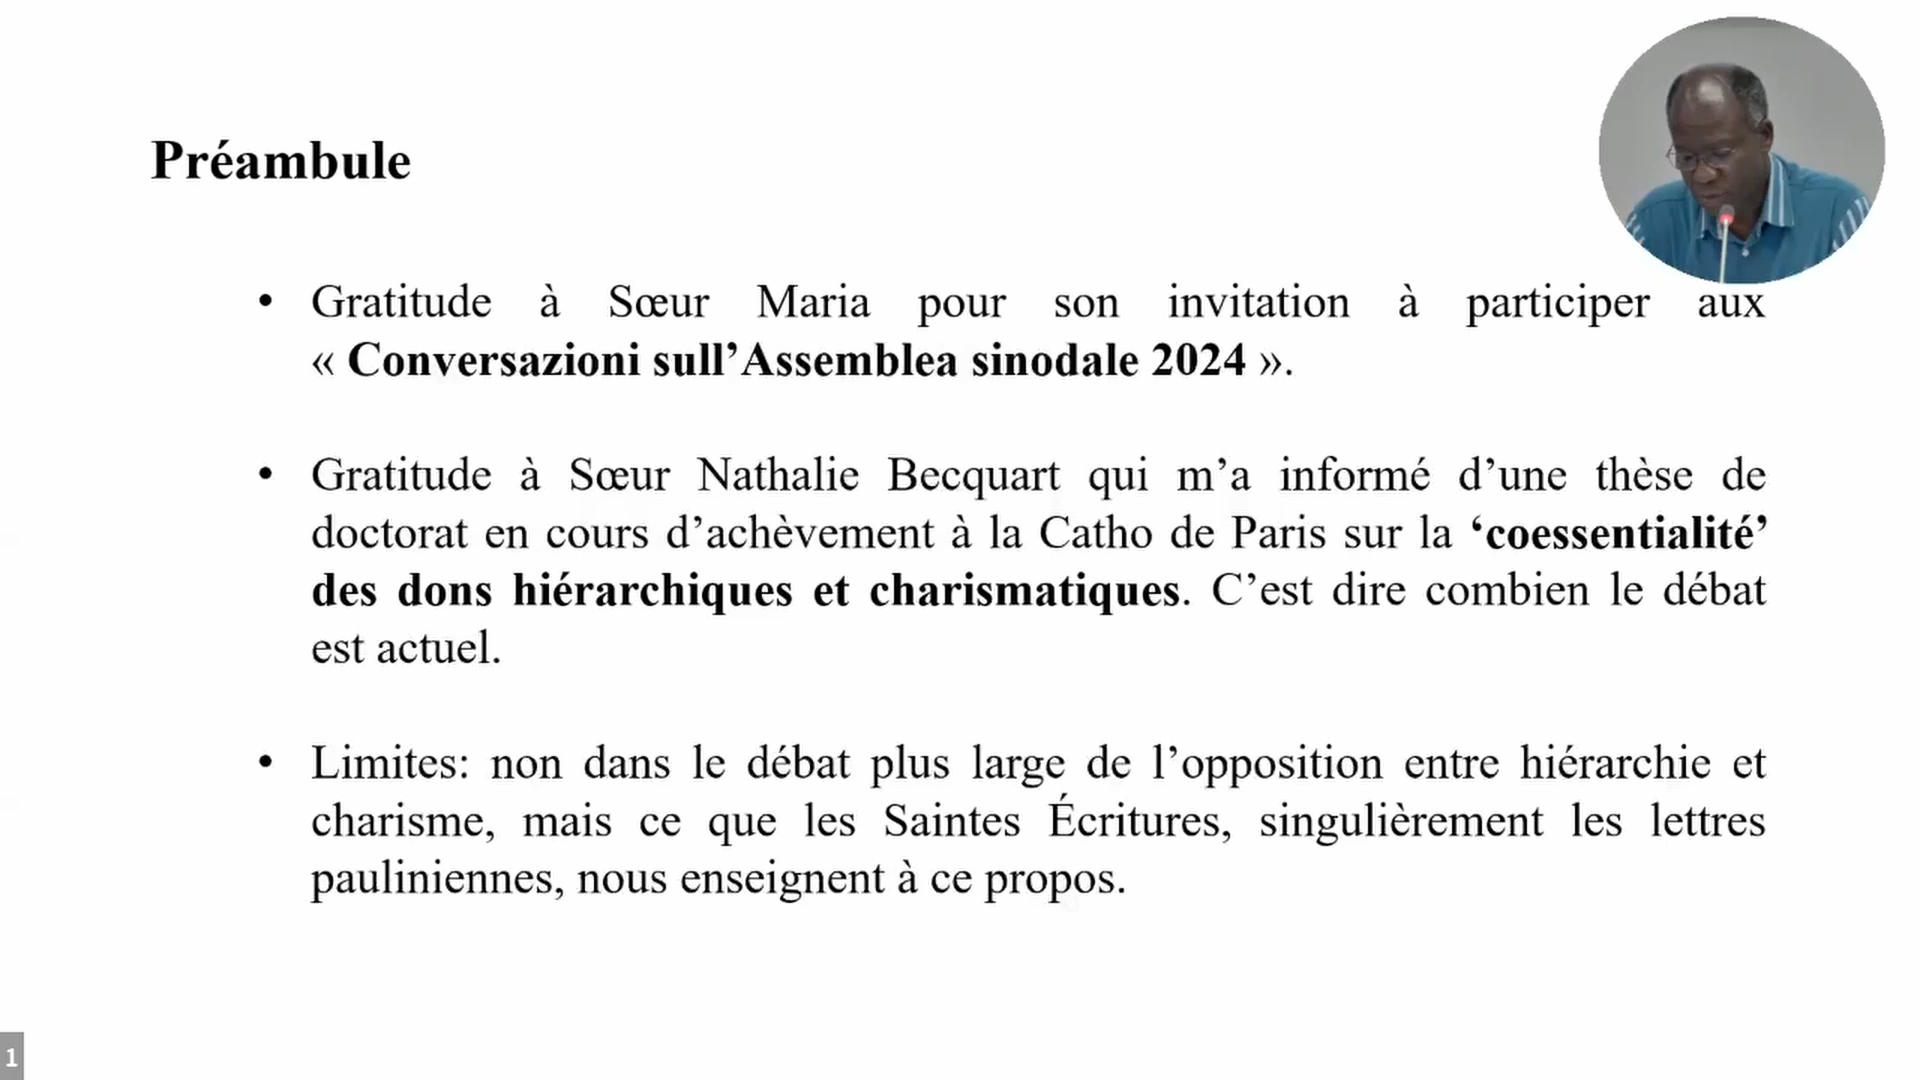 Préambule
• Gratitude à Sœur Maria pour son invitation à participer aux
« Conversazioni sull’Assemblea sinodale 2024 ».
• Gratitude à Sœur Nathalie Becquart qui m’a informé d’une thèse de
doctorat en cours d’achèvement à la Catho de Paris sur la ‘coessentialité’
des dons hiérarchiques et charismatiques. C’est dire combien le débat
est actuel.
• Limites: non dans le débat plus large de l’opposition entre hiérarchie et
charisme, mais ce que les Saintes Écritures, singulièrement les lettres
pauliniennes, nous enseignent à ce propos.
1